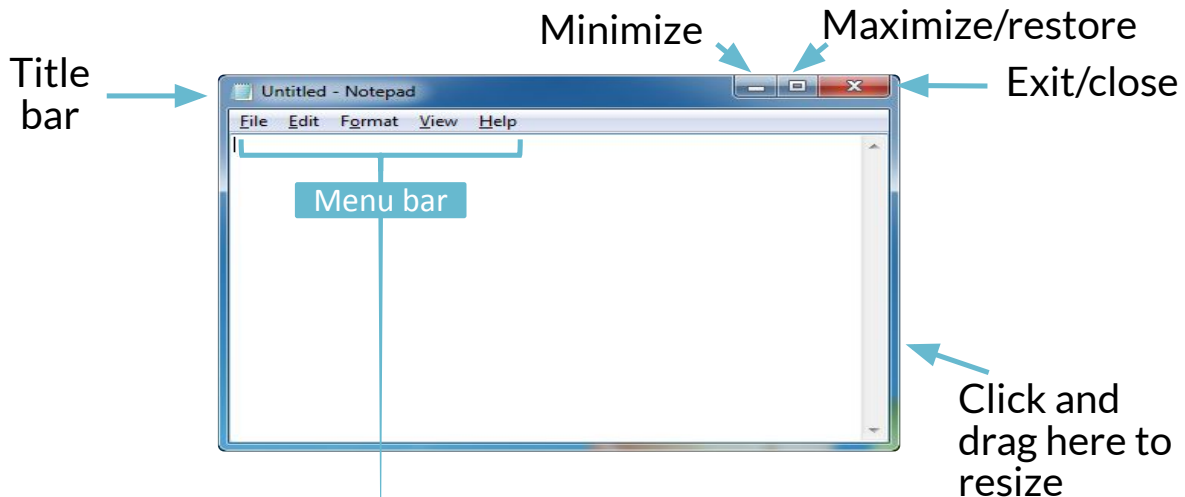 Minimize
Maximize/restore
Title
bar
Exit/close
Untitled - Notepad
File Edit Format View Help
Menu bar
Click and
drag here to
resize